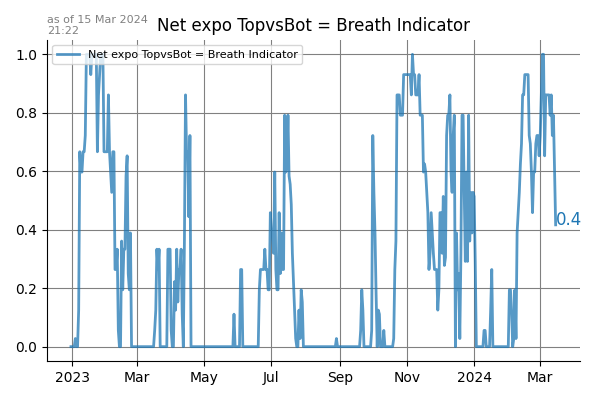 as of 15 Mar 2024
21:22
Net expo TopvsBot = Breath Indicator
Net expo TopvsBot = Breath Indicator
1.0
0.8
0.6
0.4
0.2
0.0
0.4
2023 Mar May Jul Sep Nov 2024 Mar